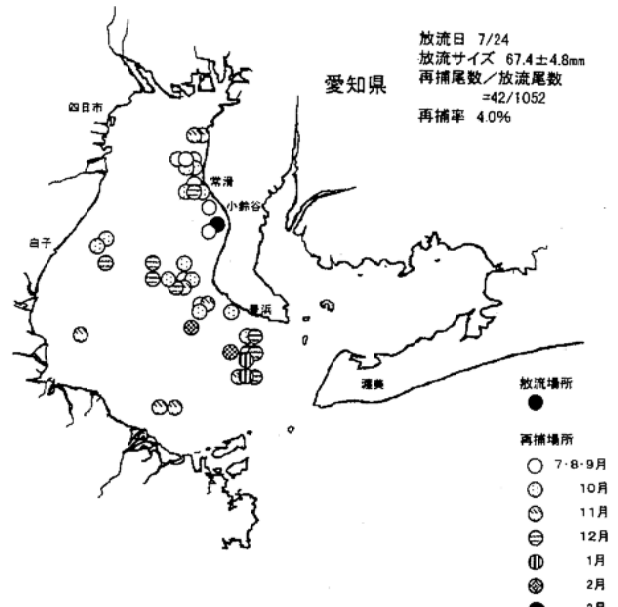 放流日 7/24
放流サイズ 67.4±4.8mm
再捕尾数／放流尾数
=42/1052
再捕率 4.0%
愛知県
四日市
常滑
小鈴谷
白子
豊浜
渥美
放流場所
再捕場所
7・8・9月
10月
11月
12月
1月
2月
3月